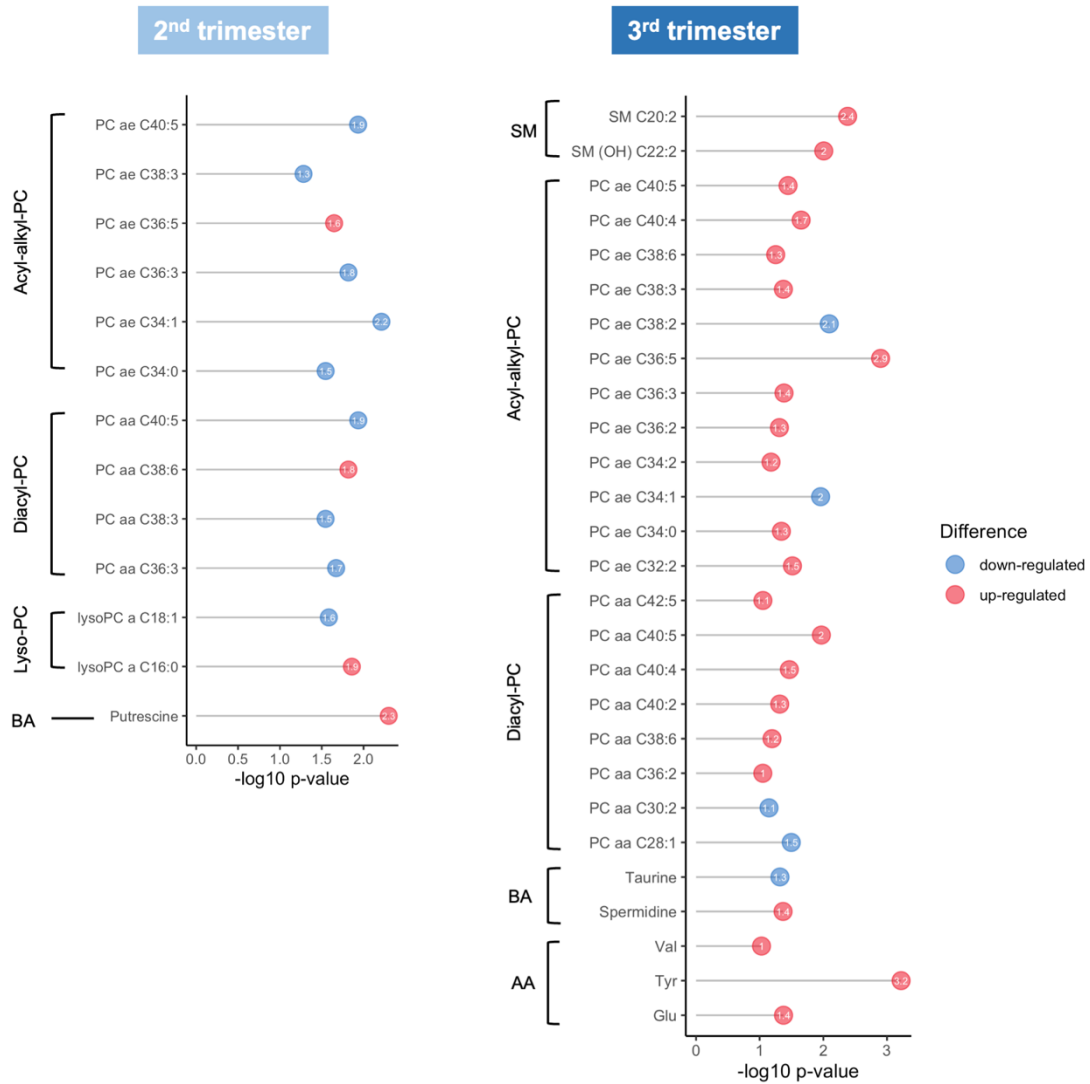 2nd trimester
3rd trimester
Acyl-alkyl-PC
PC ae C40:5 1.9
PC ae C38:3 1.3
PC ae C36:5 1.6
PC ae C36:3 1.8
PC ae C34:1 2.2
PC ae C34:0 1.5
Diacyl-PC
PC aa C40:5 1.9
PC aa C38:6 1.8
PC aa C38:3 1.5
PC aa C36:3 1.7
Lyso-PC
lysoPC a C18:1 1.6
lysoPC a C16:0 1.9
BA
Putrescine 2.3
0.0 0.5 1.0 1.5 2.0
-log10 p-value
SM
SM C20:2 2.4
SM (OH) C22:2 2
Acyl-alkyl-PC
PC ae C40:5 1.4
PC ae C40:4 1.7
PC ae C38:6 1.3
PC ae C38:3 1.4
PC ae C38:2 2.1
PC ae C36:5 2.9
PC ae C36:3 1.4
PC ae C36:2 1.3
PC ae C34:2 1.2
PC ae C34:1 2
PC ae C34:0 1.3
PC ae C32:2 1.5
Diacyl-PC
PC aa C42:5 1.1
PC aa C40:5 2
PC aa C40:4 1.5
PC aa C40:2 1.3
PC aa C38:6 1.2
PC aa C36:2 1
PC aa C30:2 1.1
PC aa C28:1 1.5
BA
Taurine 1.3
Spermidine 1.4
AA
Val 1
Tyr 3.2
Glu 1.4
0 1 2 3
-log10 p-value
Difference
down-regulated
up-regulated